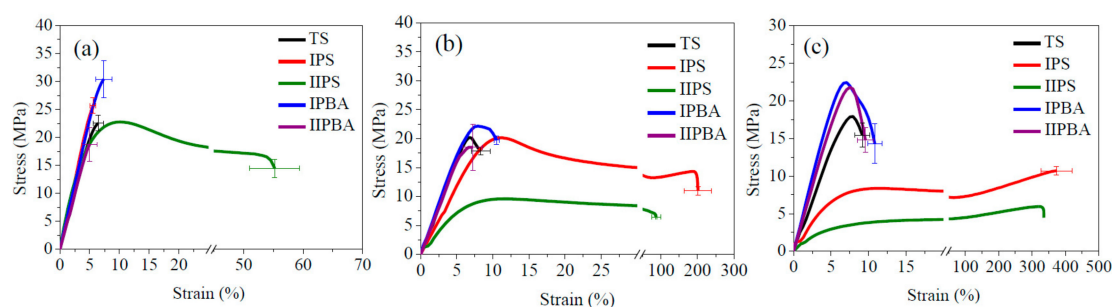 (a)
TS
IPS
IIPS
IPBA
IIPBA
Stress (MPa)
40
35
30
25
20
15
10
5
0
0 5 10 15 20 50 60 70
Strain (%)
(b)
TS
IPS
IIPS
IPBA
IIPBA
Stress (MPa)
40
35
30
25
20
15
10
5
0
0 5 10 15 20 25 100 200 300
Strain (%)
(c)
TS
IPS
IIPS
IPBA
IIPBA
Stress (MPa)
30
25
20
15
10
5
0
0 5 10 15 100 200 300 400 500
Strain (%)